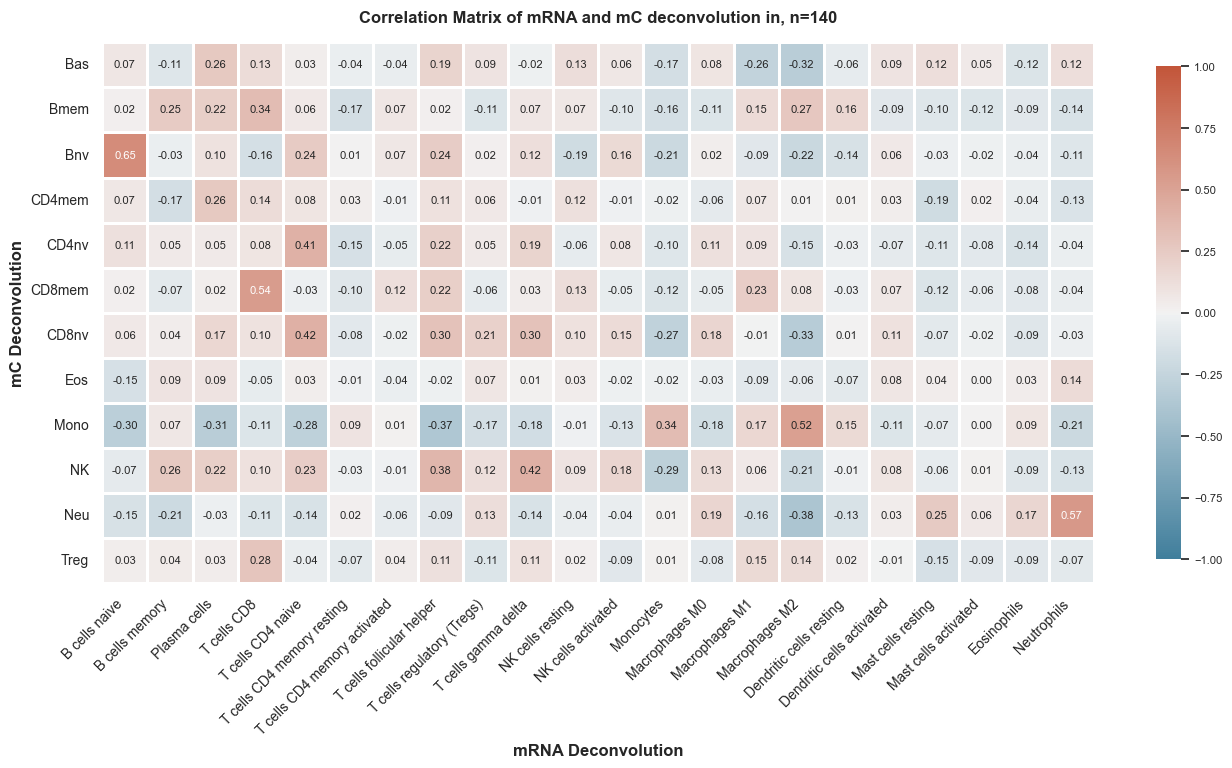 Correlation Matrix of mRNA and mC deconvolution in, n=140
mC Deconvolution
Bas 0.07 -0.11 0.26 0.13 0.03 -0.04 -0.04 0.19 0.09 -0.02 0.13 0.06 -0.17 0.08 -0.26 -0.32 -0.06 0.09 0.12 0.05 -0.12 0.12
Bmem 0.02 0.25 0.22 0.34 0.06 -0.17 0.07 0.02 -0.11 0.07 0.07 -0.10 -0.16 -0.11 0.15 0.27 0.16 -0.09 -0.10 -0.12 -0.09 -0.14
Bnv 0.65 -0.03 0.10 -0.16 0.24 0.01 0.07 0.24 0.02 0.12 -0.19 0.16 -0.21 0.02 -0.09 -0.22 -0.14 0.06 -0.03 -0.02 -0.04 -0.11
CD4mem 0.07 -0.17 0.26 0.14 0.08 0.03 -0.01 0.11 0.06 -0.01 0.12 -0.01 -0.02 -0.06 0.07 0.01 0.01 0.03 -0.19 0.02 -0.04 -0.13
CD4nv 0.11 0.05 0.05 0.08 0.41 -0.15 -0.05 0.22 0.05 0.19 -0.06 0.08 -0.10 0.11 0.09 -0.15 -0.03 -0.07 -0.11 -0.08 -0.14 -0.04
CD8mem 0.02 -0.07 0.02 0.54 -0.03 -0.10 0.12 0.22 -0.06 0.03 0.13 -0.05 -0.12 -0.05 0.23 0.08 -0.03 0.07 -0.12 -0.06 -0.08 -0.04
CD8nv 0.06 0.04 0.17 0.10 0.42 -0.08 -0.02 0.30 0.21 0.30 0.10 0.15 -0.27 0.18 -0.01 -0.33 0.01 0.11 -0.07 -0.02 -0.09 -0.03
Eos -0.15 0.09 0.09 -0.05 0.03 -0.01 -0.04 -0.02 0.07 0.01 0.03 -0.02 -0.02 -0.03 -0.09 -0.06 -0.07 0.08 0.04 0.00 0.03 0.14
Mono -0.30 0.07 -0.31 -0.11 -0.28 0.09 0.01 -0.37 -0.17 -0.18 -0.01 -0.13 0.34 -0.18 0.17 0.52 0.15 -0.11 -0.07 0.00 0.09 -0.21
NK -0.07 0.26 0.22 0.10 0.23 -0.03 -0.01 0.38 0.12 0.42 0.09 0.18 -0.29 0.13 0.06 -0.21 -0.01 0.08 -0.06 0.01 -0.09 -0.13
Neu -0.15 -0.21 -0.03 -0.11 -0.14 0.02 -0.06 -0.09 0.13 -0.14 -0.04 -0.04 0.01 0.19 -0.16 -0.38 -0.13 0.03 0.25 0.06 0.17 0.57
Treg 0.03 0.04 0.03 0.28 -0.04 -0.07 0.04 0.11 -0.11 0.11 0.02 -0.09 0.01 -0.08 0.15 0.14 0.02 -0.01 -0.15 -0.09 -0.09 -0.07
B cells naive
B cells memory
Plasma cells
T cells CD8
T cells CD4 naive
T cells CD4 memory resting
T cells CD4 memory activated
T cells follicular helper
T cells regulatory (Tregs)
T cells gamma delta
NK cells resting
NK cells activated
Monocytes
Macrophages M0
Macrophages M1
Macrophages M2
Dendritic cells resting
Dendritic cells activated
Mast cells resting
Mast cells activated
Eosinophils
Neutrophils
mRNA Deconvolution
1.00
0.75
0.50
0.25
0.00
−0.25
−0.50
−0.75
−1.00